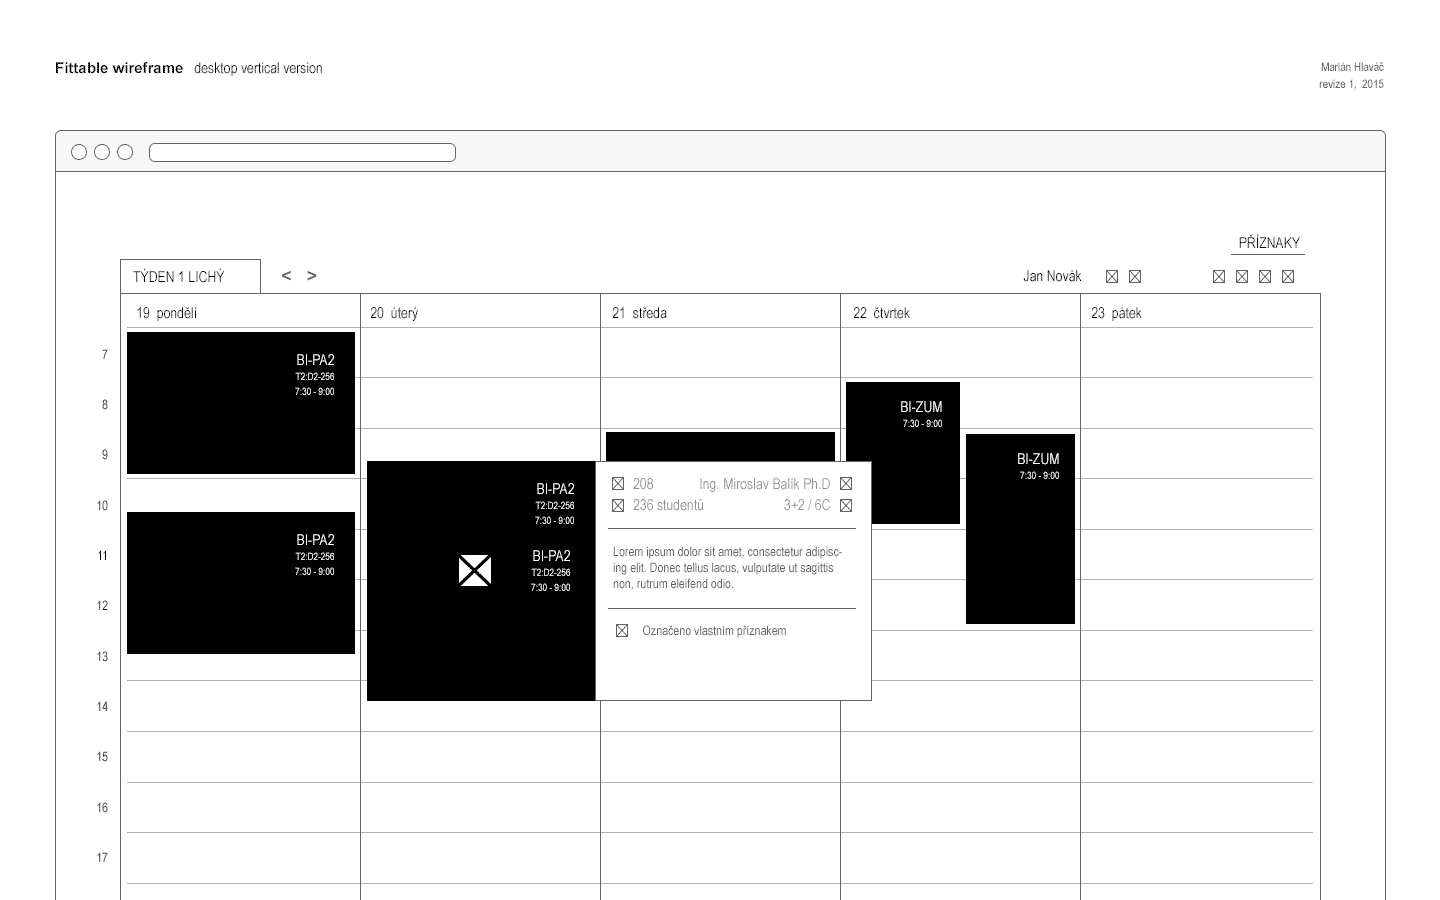 Fittable wireframe desktop vertical version
Marián Hlaváč
revize 1, 2015
PŘÍZNAKY
TÝDEN 1 LICHÝ < >
Jan Novák
19 pondělí
20 úterý
21 středa
22 čtvrtek
23 pátek
7
8
9
10
11
12
13
14
15
16
17
BI-PA2
T2:D2-256
7:30 - 9:00
BI-PA2
T2:D2-256
7:30 - 9:00
BI-PA2
T2:D2-256
7:30 - 9:00
BI-PA2
T2:D2-256
7:30 - 9:00
208 Ing. Miroslav Balík Ph.D
236 studentů 3+2 / 6C
Lorem ipsum dolor sit amet, consectetur adipisc-
ing elit. Donec tellus lacus, vulputate ut sagittis
non, rutrum eleifend odio.
Označeno vlastním příznakem
BI-ZUM
7:30 - 9:00
BI-ZUM
7:30 - 9:00